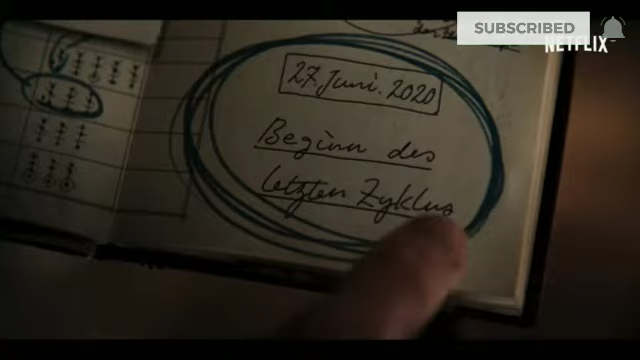 SUBSCRIBED
NETFLIX
27. Juni. 2020
Beginn des
letzten Zyklus